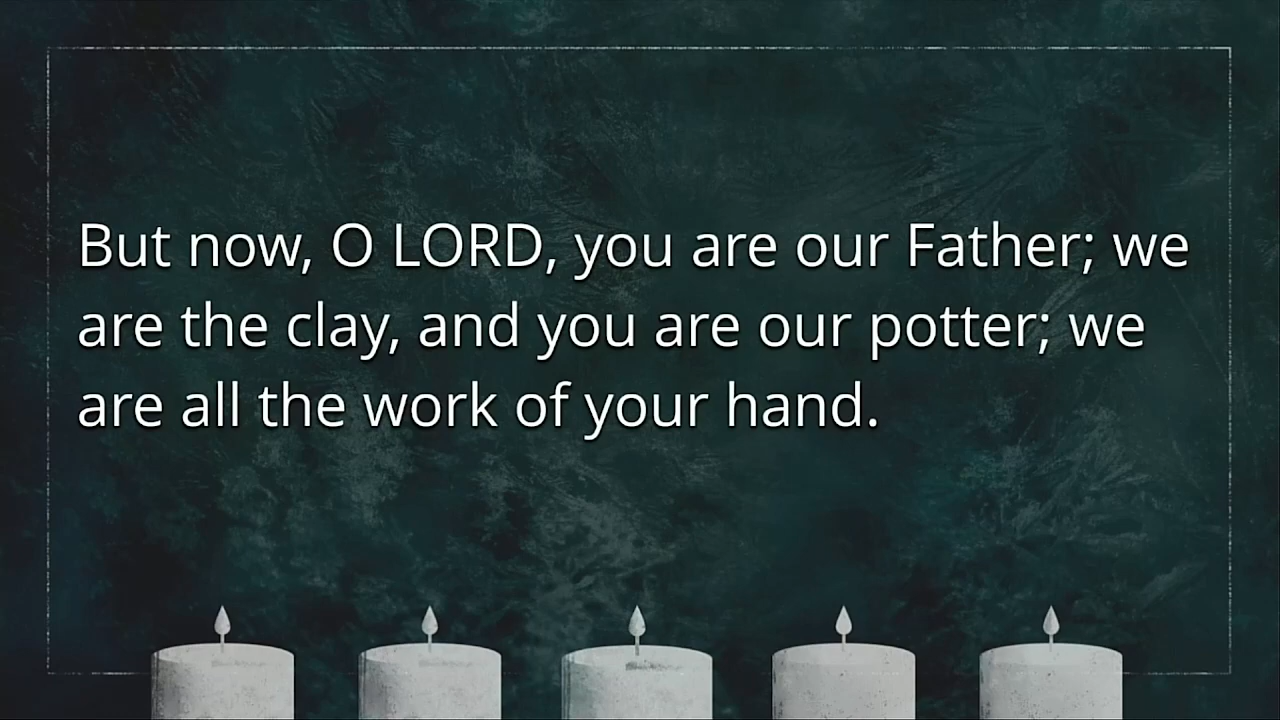 But now, O LORD, you are our Father; we
are the clay, and you are our potter; we
are all the work of your hand.